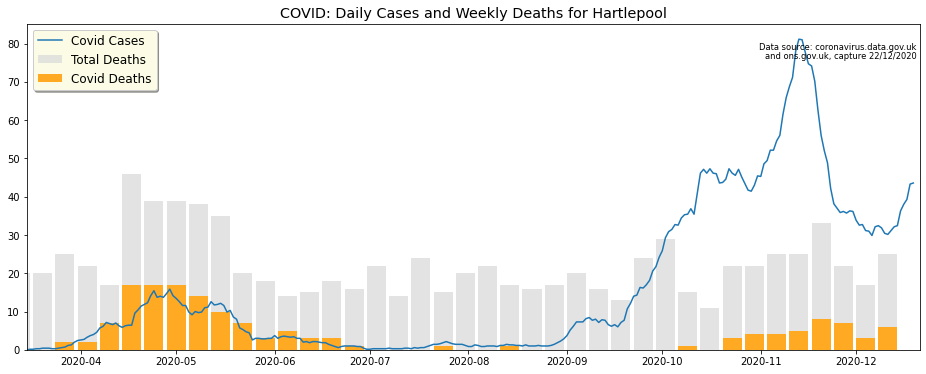 COVID: Daily Cases and Weekly Deaths for Hartlepool
Covid Cases
Total Deaths
Covid Deaths
Data source: coronavirus.data.gov.uk
and ons.gov.uk, capture 22/12/2020
80
70
60
50
40
30
20
10
0
2020-04 2020-05 2020-06 2020-07 2020-08 2020-09 2020-10 2020-11 2020-12